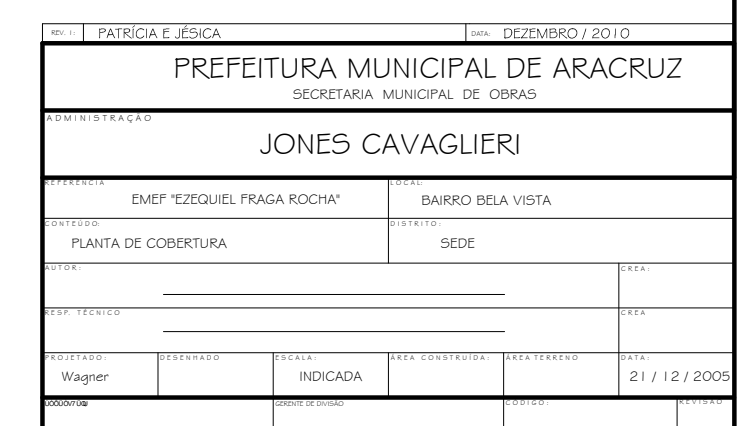 REV. 1: PATRÍCIA E JÉSICA DATA: DEZEMBRO / 2010
PREFEITURA MUNICIPAL DE ARACRUZ
SECRETARIA MUNICIPAL DE OBRAS
ADMINISTRAÇÃO
JONES CAVAGLIERI
REFERÊNCIA LOCAL:
EMEF "EZEQUIEL FRAGA ROCHA" BAIRRO BELA VISTA
CONTEÚDO: DISTRITO:
PLANTA DE COBERTURA SEDE
AUTOR: CREA:
RESP. TÉCNICO CREA
PROJETADO: DESENHADO ESCALA: ÁREA CONSTRUÍDA: ÁREA TERRENO DATA:
Wagner INDICADA 21 / 12 / 2005
GERENTE DE DIVISÃO CÓDIGO: REVISÃO